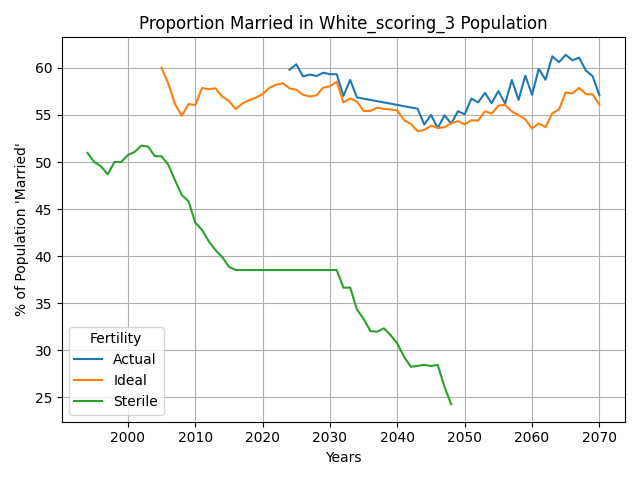 Proportion Married in White_scoring_3 Population
% of Population 'Married'
60
55
50
45
40
35
30
25
Fertility
Actual
Ideal
Sterile
2000 2010 2020 2030 2040 2050 2060 2070
Years